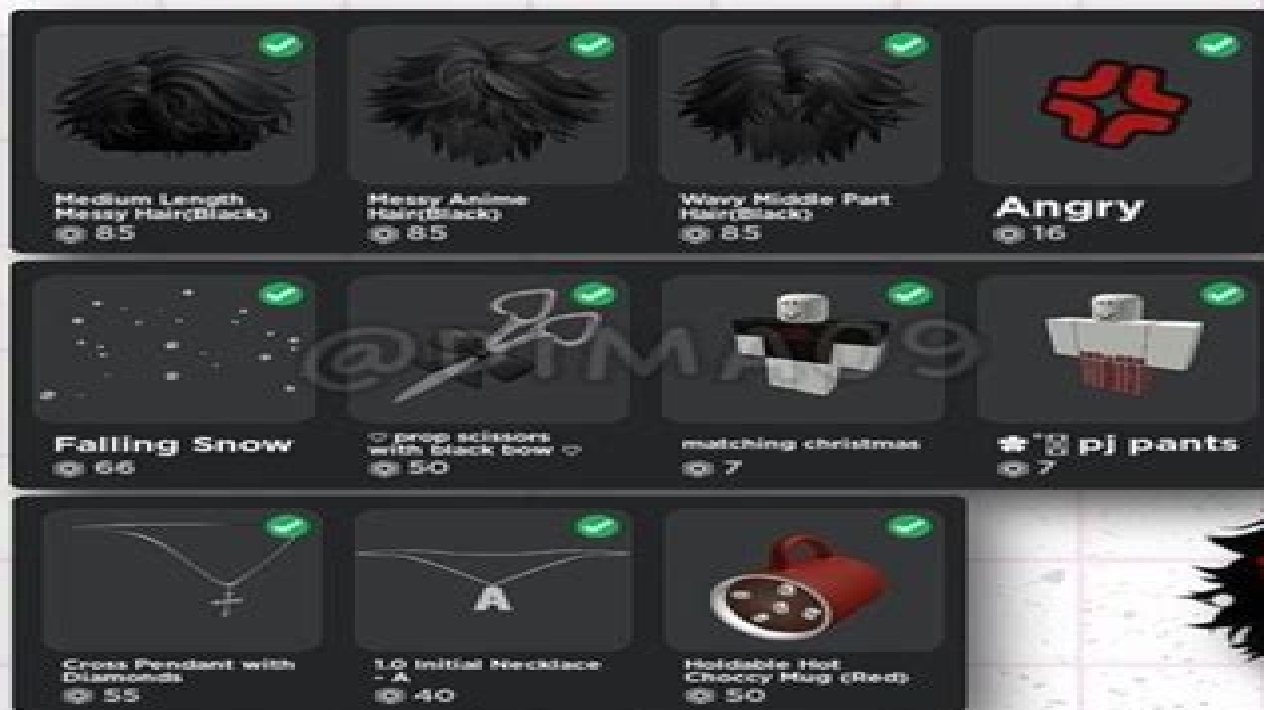 Medium Length
Messy Hair(Black)
85
Messy Anime
Hair(Black)
85
Wavy Middle Part
Hair(Black)
85
Angry
16
Falling Snow
66
♡ prop scissors
with black bow ♡
50
matching christmas
7
pj pants
7
Cross Pendant with
Diamonds
55
1.0 Initial Necklace
- A
40
A
Holdable Hot
Choccy Mug (Red)
50